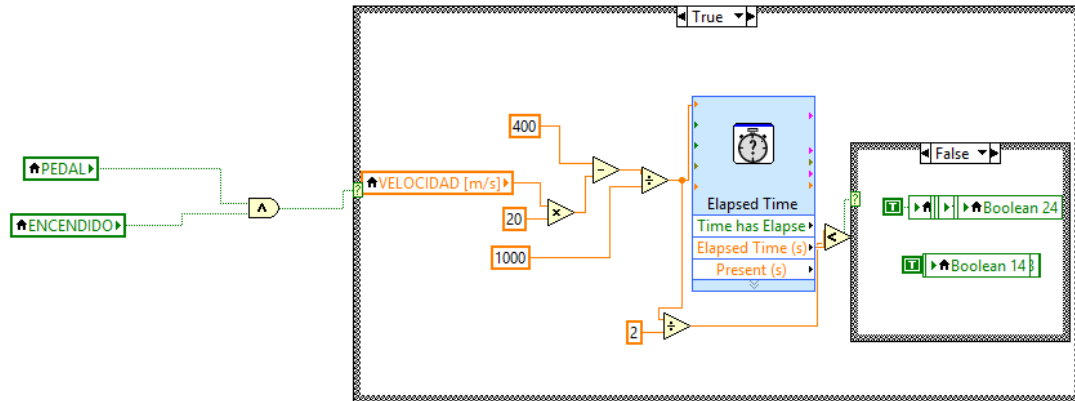 True
400
PEDAL
ENCENDIDO
VELOCIDAD [m/s]
20
1000
?
?
Elapsed Time
Time has Elapse
Elapsed Time (s)
Present (s)
2
False
?
T
Boolean 24
T
Boolean 14